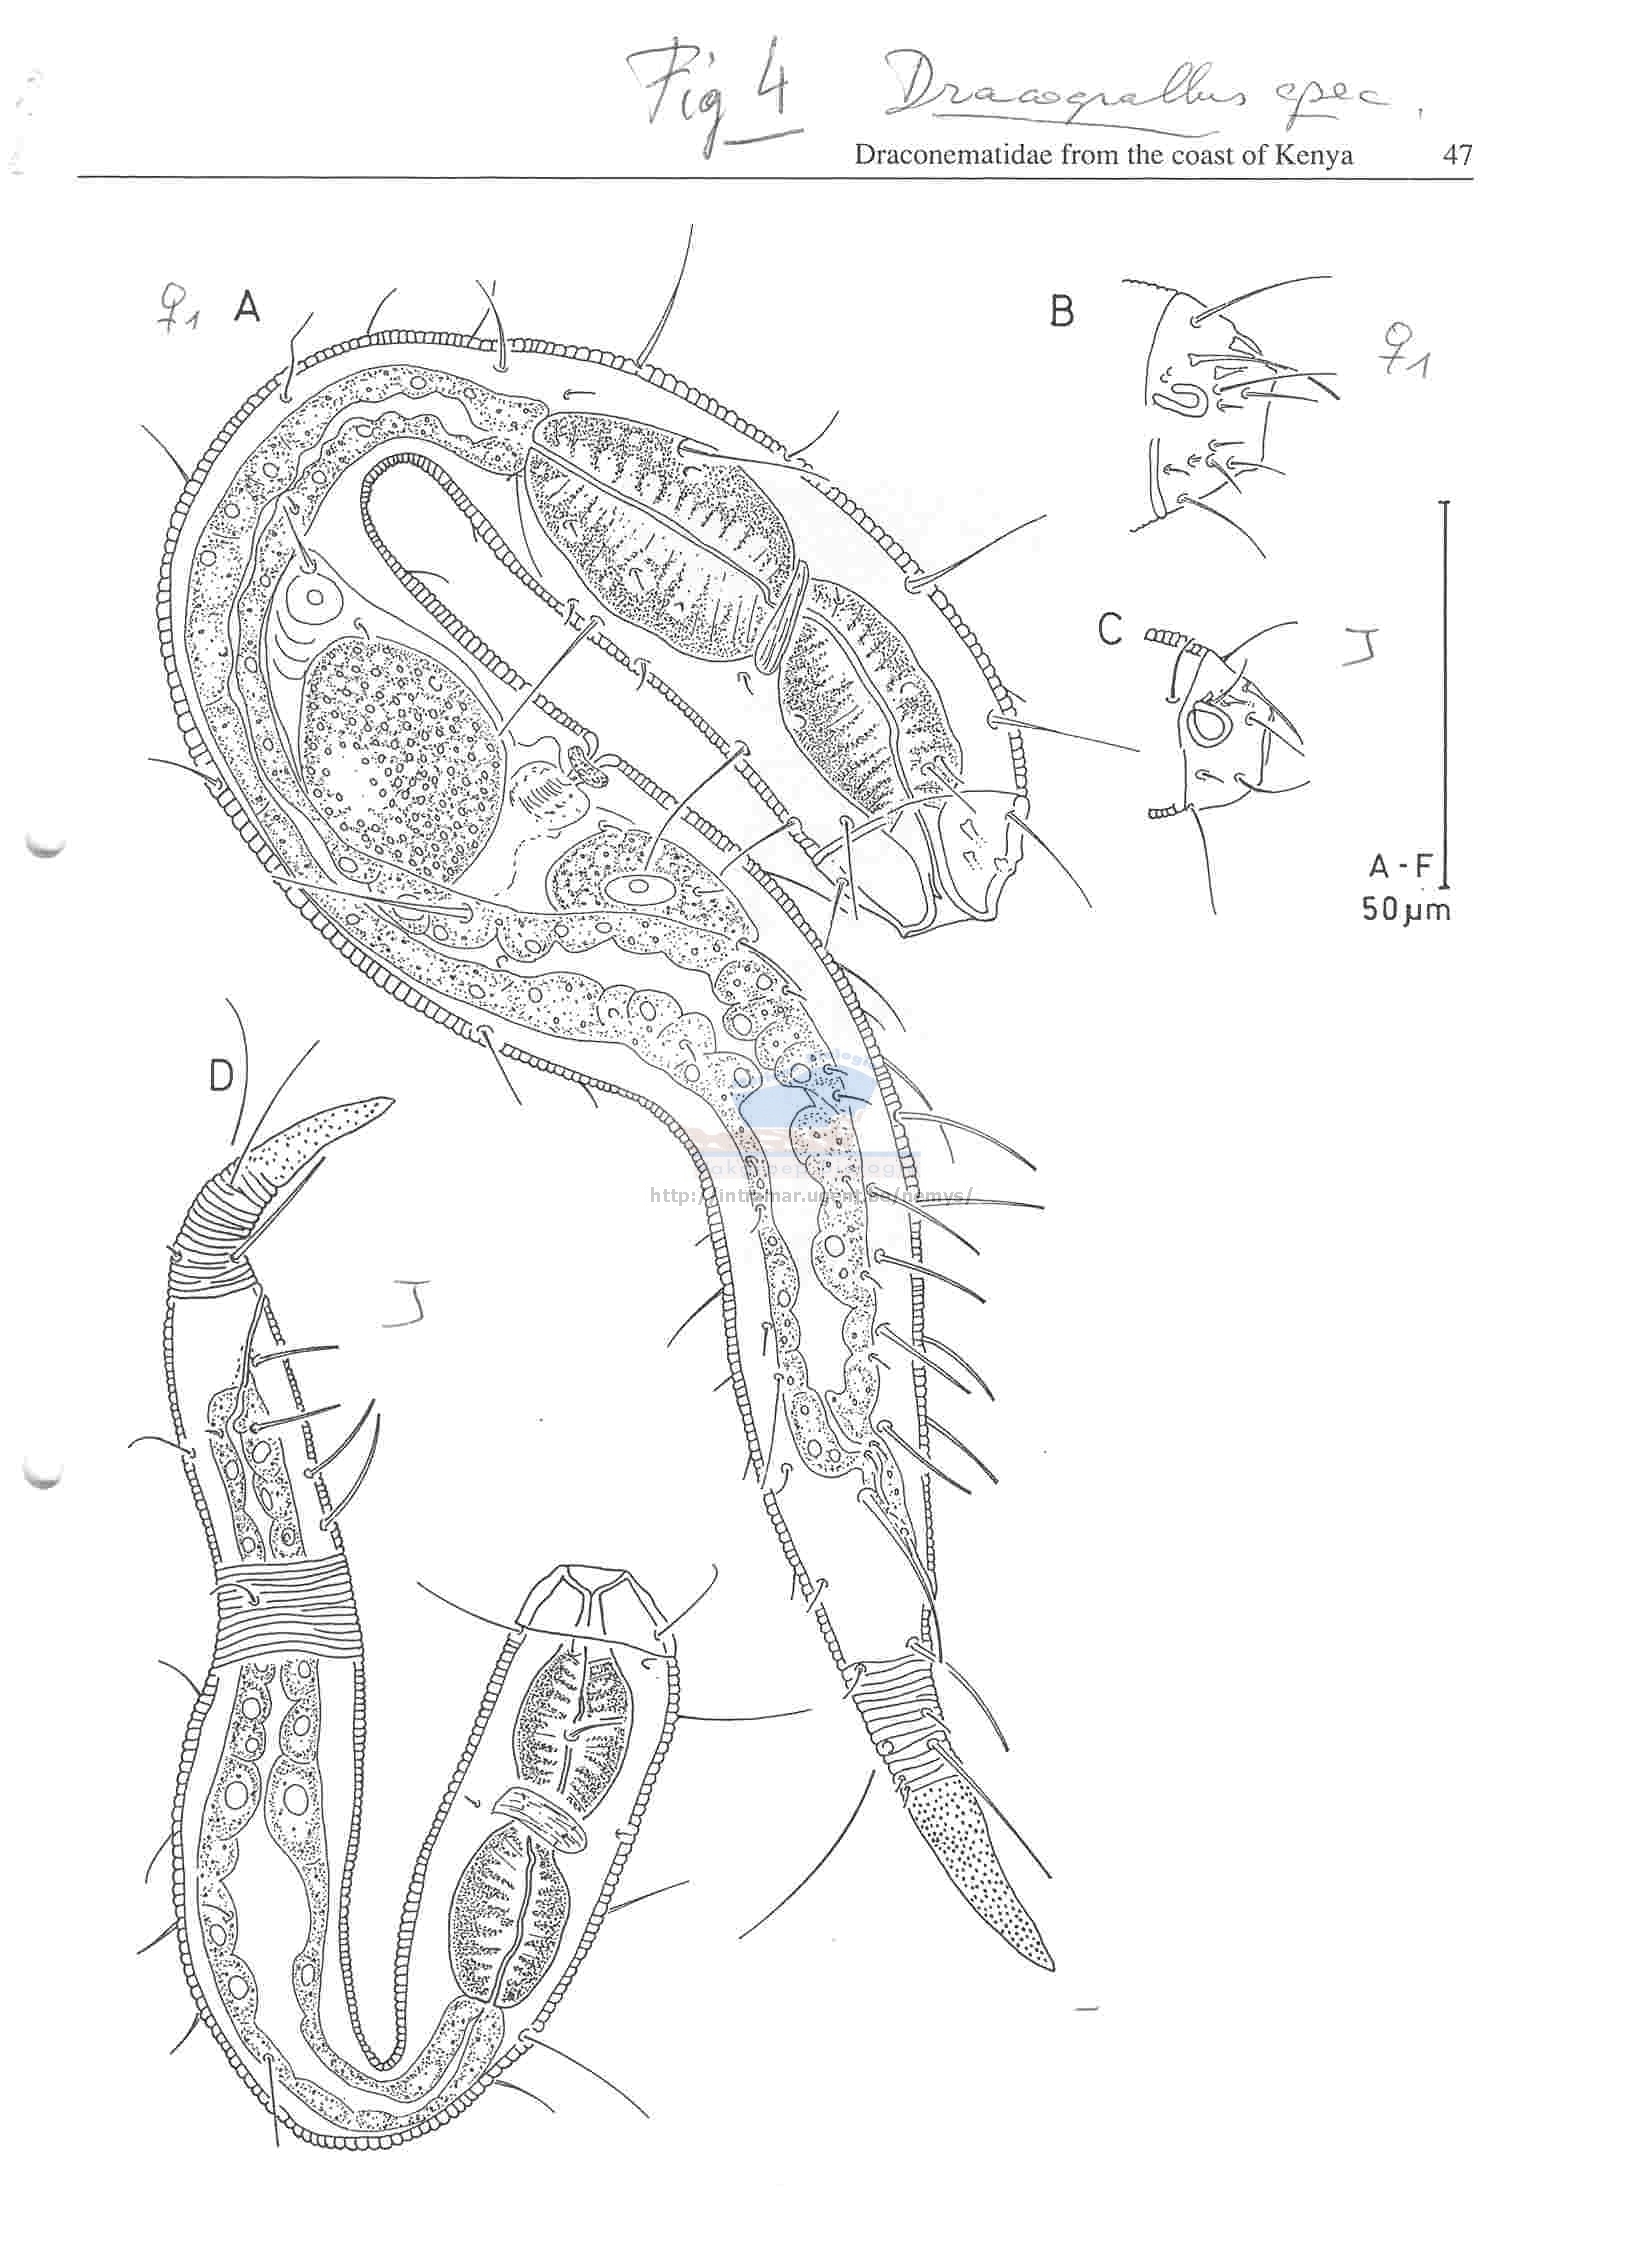 Fig 4 Dracograllus spec.
Draconematidae from the coast of Kenya 47
♀1 A
B ♀1
C J
A - F
50 µm
D
http://intramar.ugent.be/nemys/
J